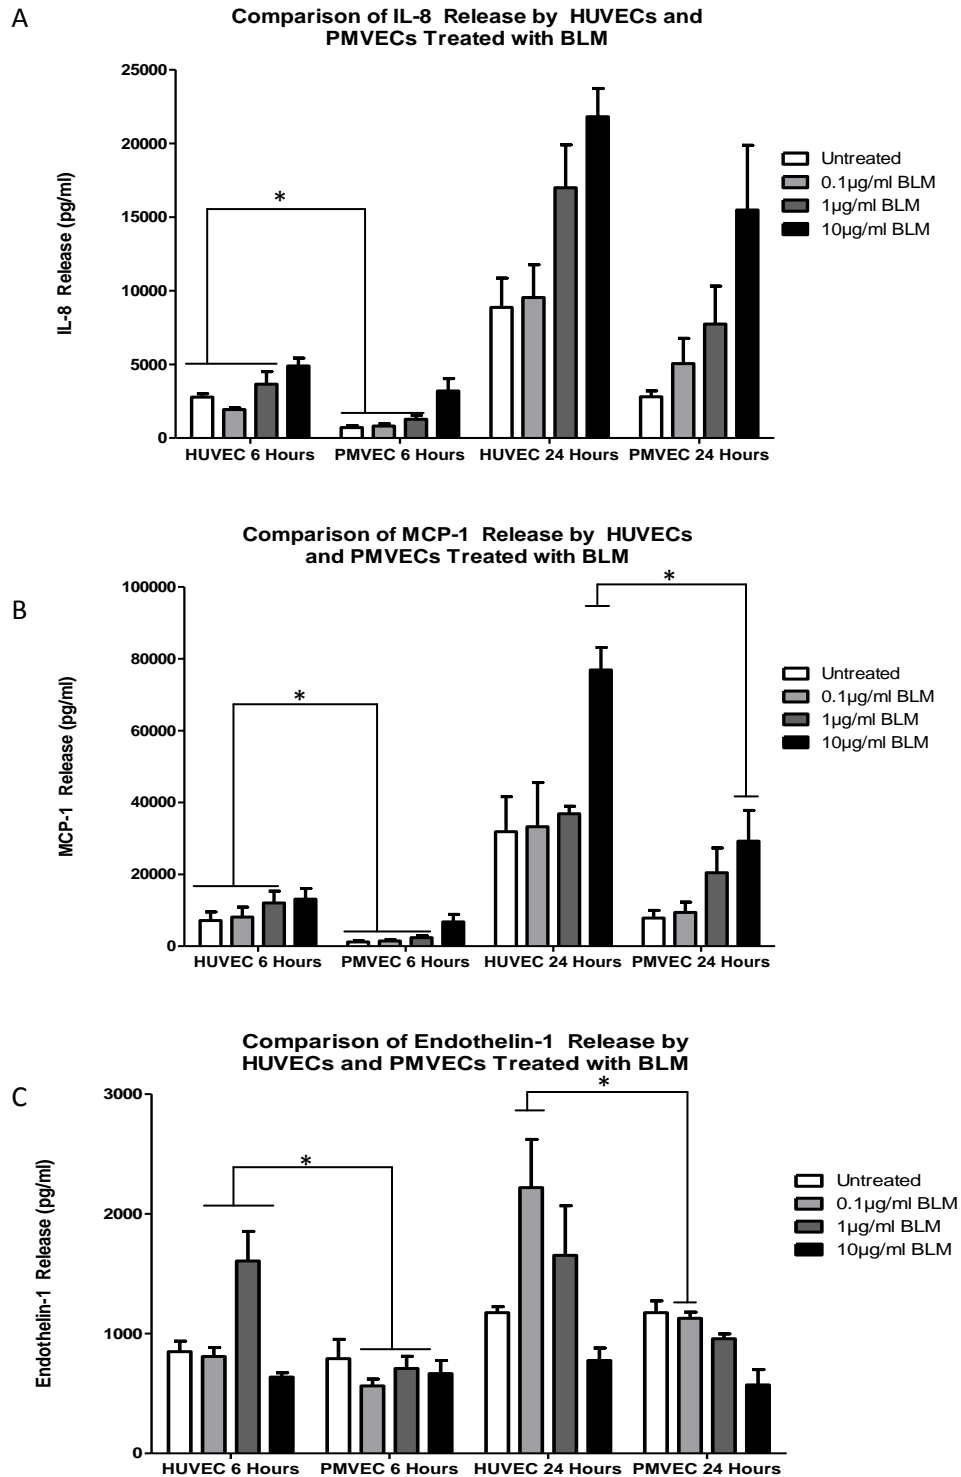 A
Comparison of IL-8 Release by HUVECs and
PMVECs Treated with BLM
25000
20000
15000
10000
5000
0
IL-8 Release (pg/ml)
*
Untreated
0.1µg/ml BLM
1µg/ml BLM
10µg/ml BLM
HUVEC 6 Hours PMVEC 6 Hours HUVEC 24 Hours PMVEC 24 Hours
B
Comparison of MCP-1 Release by HUVECs
and PMVECs Treated with BLM
100000
80000
60000
40000
20000
0
MCP-1 Release (pg/ml)
*
*
Untreated
0.1µg/ml BLM
1µg/ml BLM
10µg/ml BLM
HUVEC 6 Hours PMVEC 6 Hours HUVEC 24 Hours PMVEC 24 Hours
C
Comparison of Endothelin-1 Release by
HUVECs and PMVECs Treated with BLM
3000
2000
1000
0
Endothelin-1 Release (pg/ml)
*
*
Untreated
0.1µg/ml BLM
1µg/ml BLM
10µg/ml BLM
HUVEC 6 Hours PMVEC 6 Hours HUVEC 24 Hours PMVEC 24 Hours